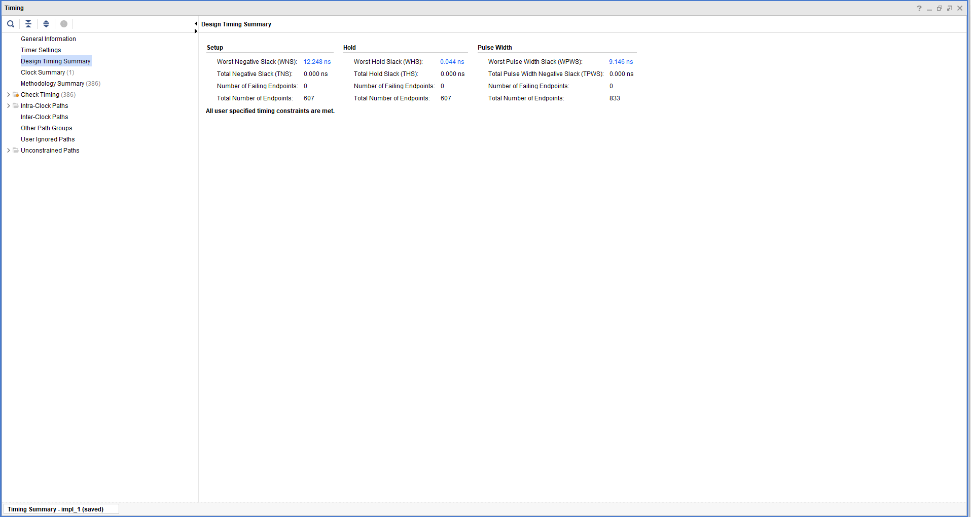 Timing
Design Timing Summary
General Information
Timer Settings
Design Timing Summary
Clock Summary (1)
Methodology Summary (386)
Check Timing (386)
Intra-Clock Paths
Inter-Clock Paths
Other Path Groups
User Ignored Paths
Unconstrained Paths
Setup Hold Pulse Width
Worst Negative Slack (WNS): 12.248 ns Worst Hold Slack (WHS): 0.044 ns Worst Pulse Width Slack (WPWS): 9.146 ns
Total Negative Slack (TNS): 0.000 ns Total Hold Slack (THS): 0.000 ns Total Pulse Width Negative Slack (TPWS): 0.000 ns
Number of Failing Endpoints: 0 Number of Failing Endpoints: 0 Number of Failing Endpoints: 0
Total Number of Endpoints: 607 Total Number of Endpoints: 607 Total Number of Endpoints: 833
All user specified timing constraints are met.
Timing Summary - impl_1 (saved)